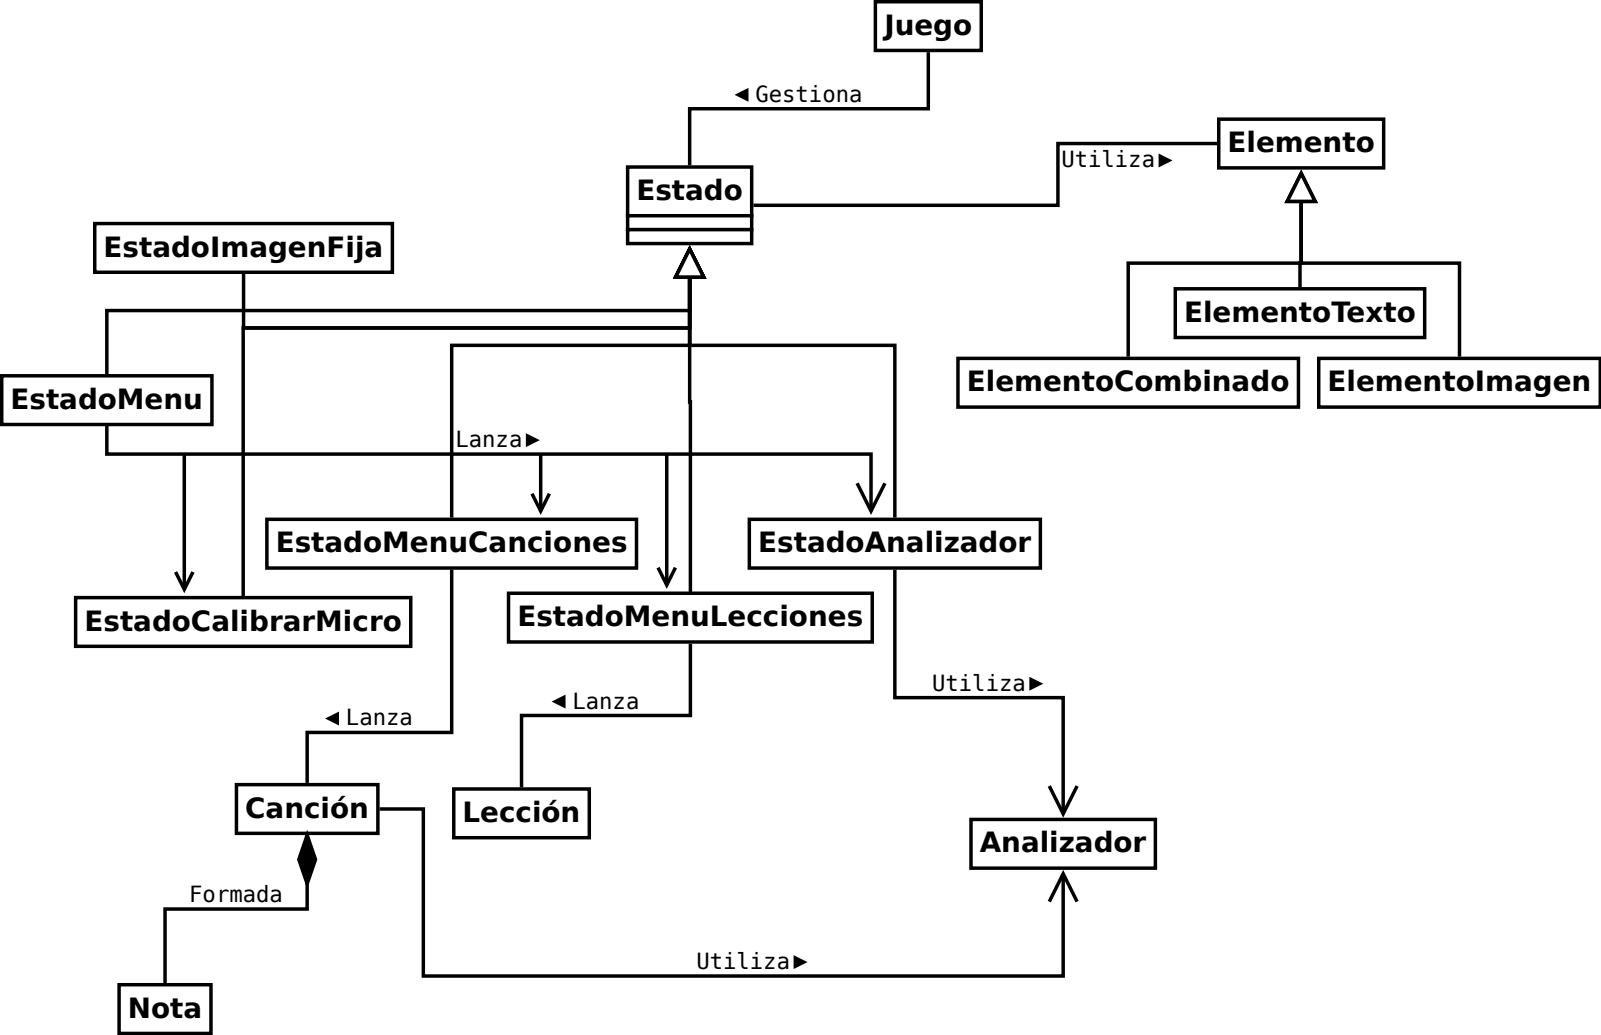 Juego
◄ Gestiona
Elemento
Utiliza►
Estado
EstadoImagenFija
ElementoTexto
ElementoCombinado
ElementoImagen
EstadoMenu
Lanza►
EstadoMenuCanciones
EstadoAnalizador
EstadoCalibrarMicro
EstadoMenuLecciones
Utiliza►
◄ Lanza
◄ Lanza
Canción
Lección
Analizador
Formada
Utiliza►
Nota